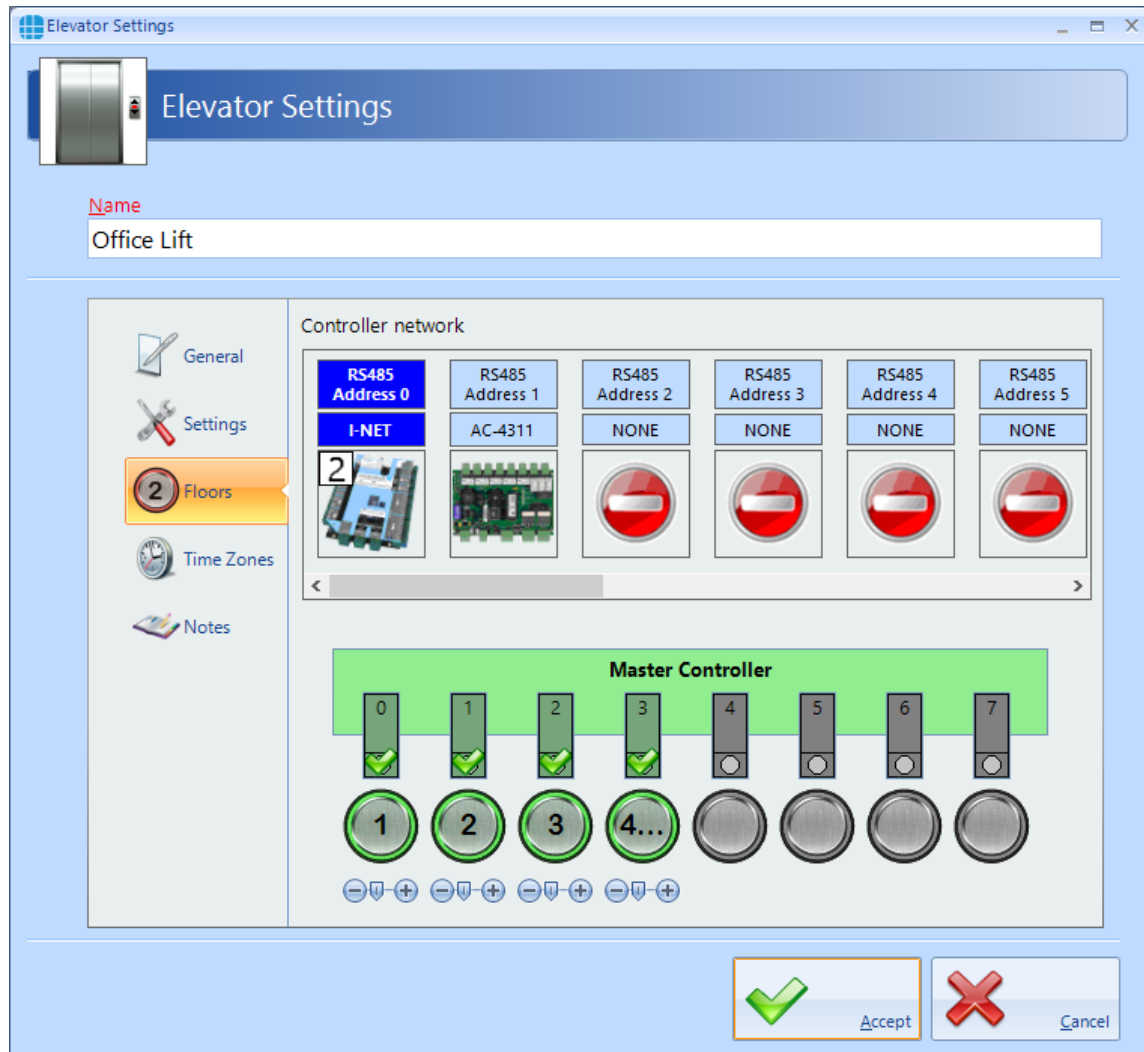 Elevator Settings
Elevator Settings
Name
Office Lift
General
Settings
2 Floors
Time Zones
Notes
Controller network
RS485 Address 0
RS485 Address 1
RS485 Address 2
RS485 Address 3
RS485 Address 4
RS485 Address 5
I-NET
AC-4311
NONE
NONE
NONE
NONE
2
Master Controller
0 1 2 3 4 5 6 7
1 2 3 4...
Accept
Cancel